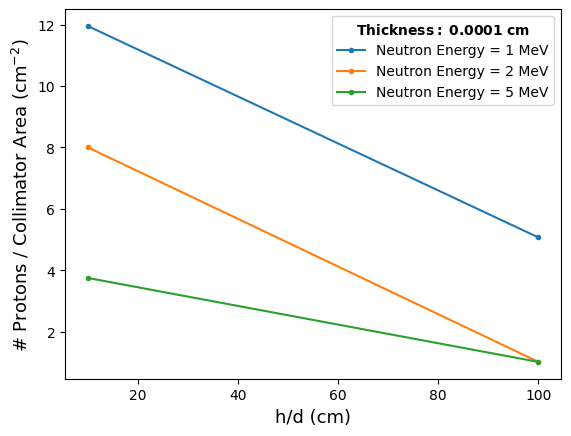 Thickness: 0.0001 cm
Neutron Energy = 1 MeV
Neutron Energy = 2 MeV
Neutron Energy = 5 MeV
# Protons / Collimator Area (cm⁻²)
12
10
8
6
4
2
20 40 60 80 100
h/d (cm)